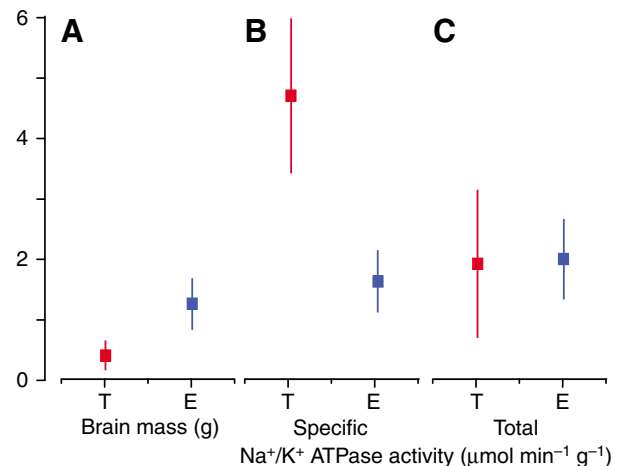 6
A B C
4
2
0
T E T E T E
Brain mass (g) Specific Total
Na⁺/K⁺ ATPase activity (μmol min⁻¹ g⁻¹)